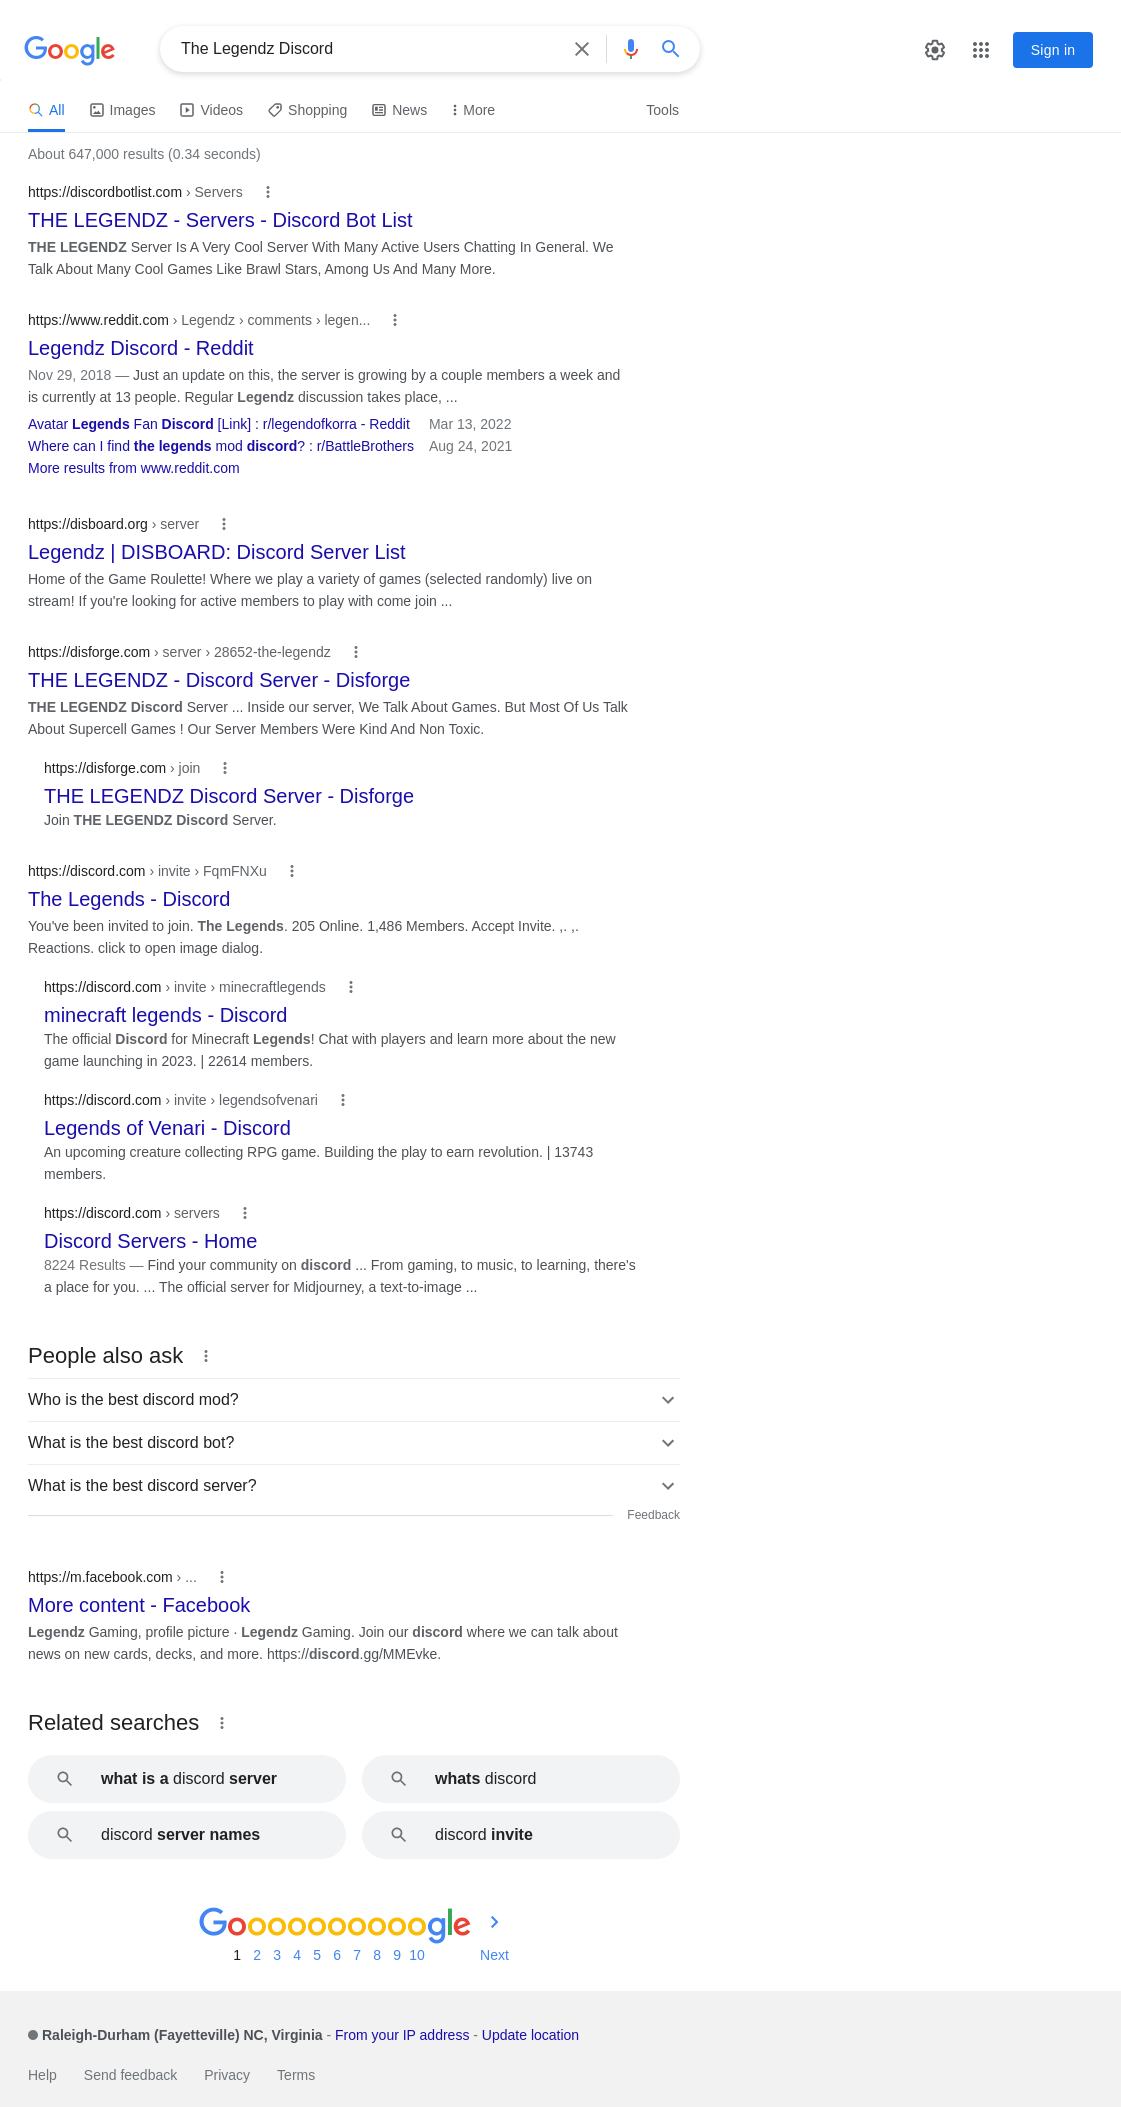 Google
The Legendz Discord
Sign in
All Images Videos Shopping News More Tools
About 647,000 results (0.34 seconds)
https://discordbotlist.com › Servers
THE LEGENDZ - Servers - Discord Bot List
THE LEGENDZ Server Is A Very Cool Server With Many Active Users Chatting In General. We
Talk About Many Cool Games Like Brawl Stars, Among Us And Many More.
https://www.reddit.com › Legendz › comments › legen...
Legendz Discord - Reddit
Nov 29, 2018 — Just an update on this, the server is growing by a couple members a week and
is currently at 13 people. Regular Legendz discussion takes place, ...
Avatar Legends Fan Discord [Link] : r/legendofkorra - Reddit Mar 13, 2022
Where can I find the legends mod discord? : r/BattleBrothers Aug 24, 2021
More results from www.reddit.com
https://disboard.org › server
Legendz | DISBOARD: Discord Server List
Home of the Game Roulette! Where we play a variety of games (selected randomly) live on
stream! If you're looking for active members to play with come join ...
https://disforge.com › server › 28652-the-legendz
THE LEGENDZ - Discord Server - Disforge
THE LEGENDZ Discord Server ... Inside our server, We Talk About Games. But Most Of Us Talk
About Supercell Games ! Our Server Members Were Kind And Non Toxic.
https://disforge.com › join
THE LEGENDZ Discord Server - Disforge
Join THE LEGENDZ Discord Server.
https://discord.com › invite › FqmFNXu
The Legends - Discord
You've been invited to join. The Legends. 205 Online. 1,486 Members. Accept Invite. ,. ,.
Reactions. click to open image dialog.
https://discord.com › invite › minecraftlegends
minecraft legends - Discord
The official Discord for Minecraft Legends! Chat with players and learn more about the new
game launching in 2023. | 22614 members.
https://discord.com › invite › legendsofvenari
Legends of Venari - Discord
An upcoming creature collecting RPG game. Building the play to earn revolution. | 13743
members.
https://discord.com › servers
Discord Servers - Home
8224 Results — Find your community on discord ... From gaming, to music, to learning, there's
a place for you. ... The official server for Midjourney, a text-to-image ...
People also ask
Who is the best discord mod?
What is the best discord bot?
What is the best discord server?
Feedback
https://m.facebook.com › ...
More content - Facebook
Legendz Gaming, profile picture · Legendz Gaming. Join our discord where we can talk about
news on new cards, decks, and more. https://discord.gg/MMEvke.
Related searches
what is a discord server
whats discord
discord server names
discord invite
Goooooooooogle
1 2 3 4 5 6 7 8 9 10 Next
Raleigh-Durham (Fayetteville) NC, Virginia - From your IP address - Update location
Help Send feedback Privacy Terms